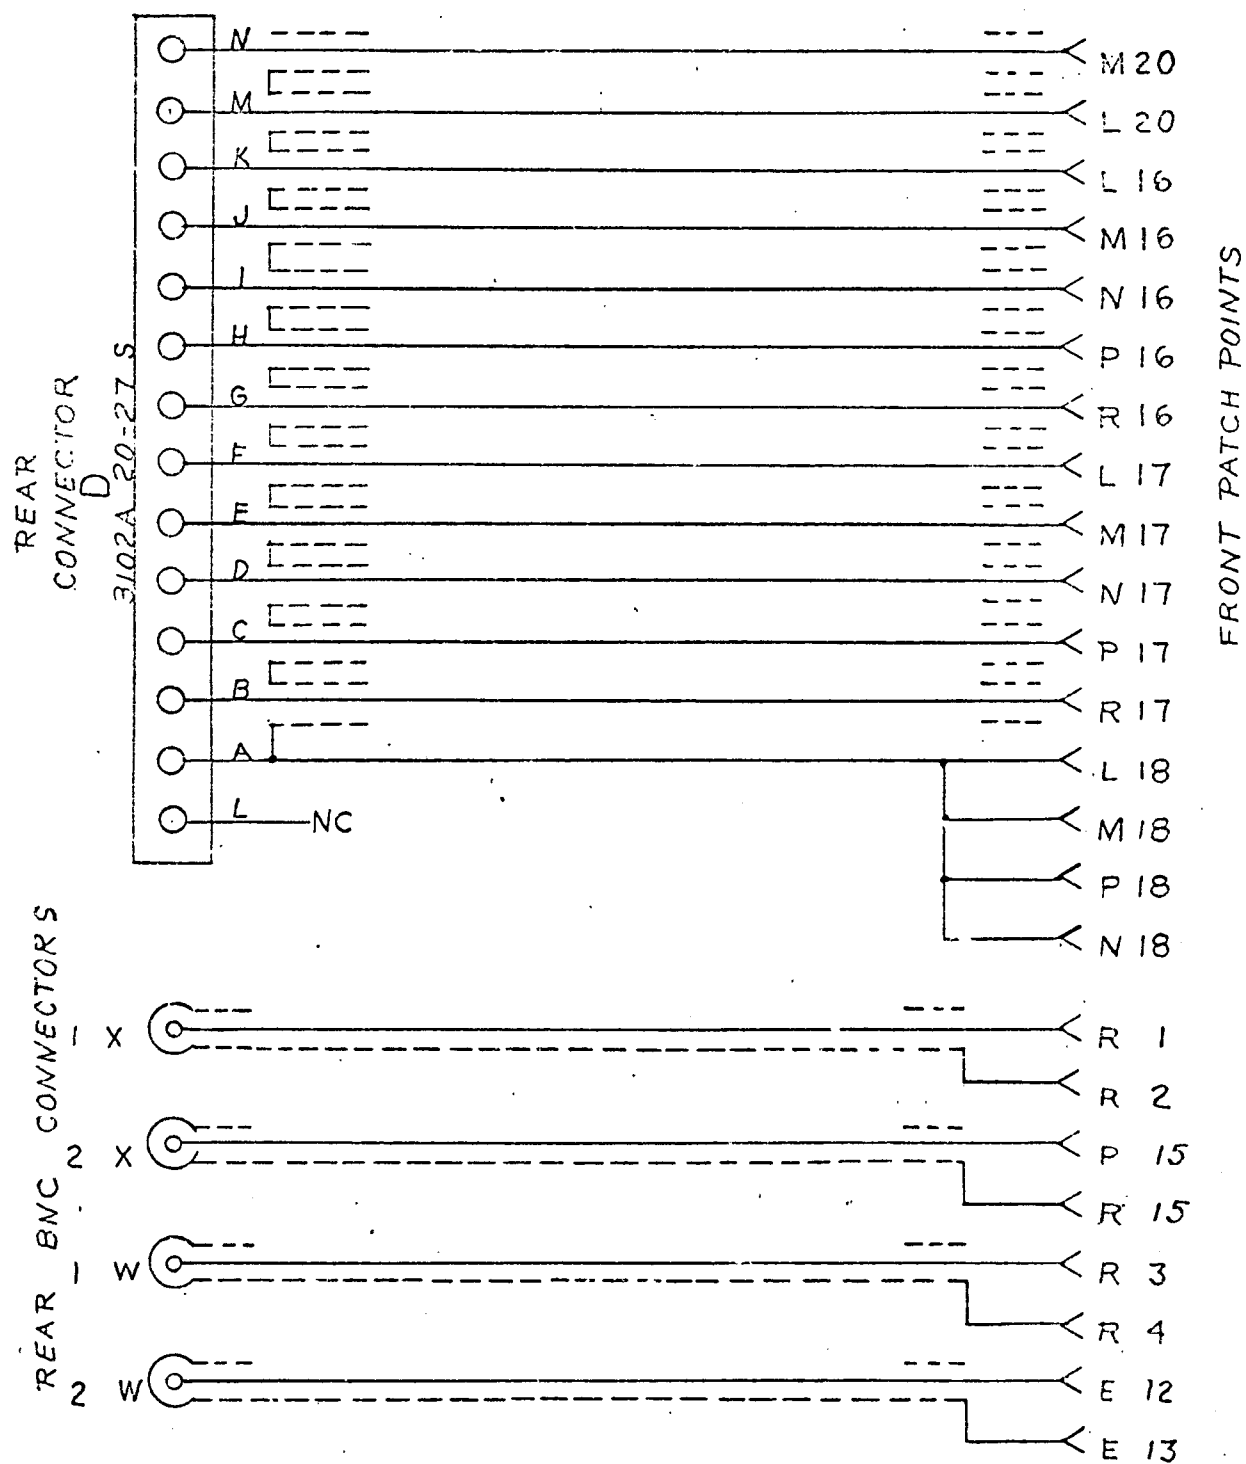 REAR
CONNECTOR
D
3102A 20-27 S
N M20
M L 20
K L 16
J M16
I N 16
H P 16
G R 16
F L 17
E M17
D N 17
C P 17
B R 17
A L 18
L NC M18
P 18
N 18
FRONT PATCH POINTS
REAR BNC CONNECTORS
1 X R 1
R 2
2 X P 15
R 15
1 W R 3
R 4
2 W E 12
E 13